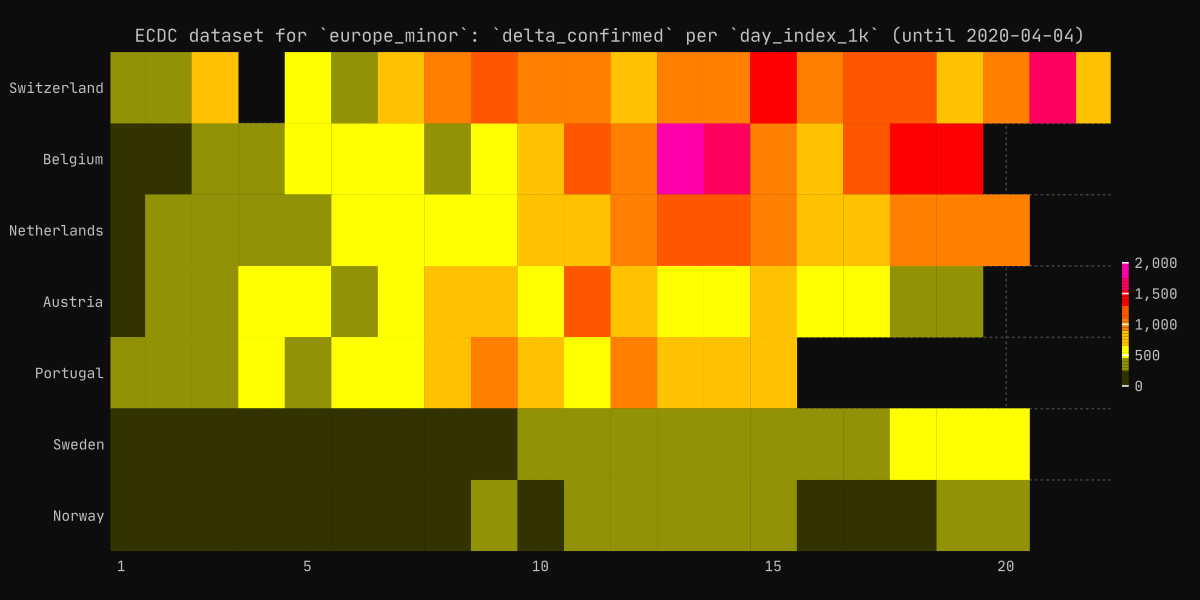 ECDC dataset for `europe_minor`: `delta_confirmed` per `day_index_1k` (until 2020-04-04)
Switzerland
Belgium
Netherlands
Austria
Portugal
Sweden
Norway
1 5 10 15 20
2,000
1,500
1,000
500
0